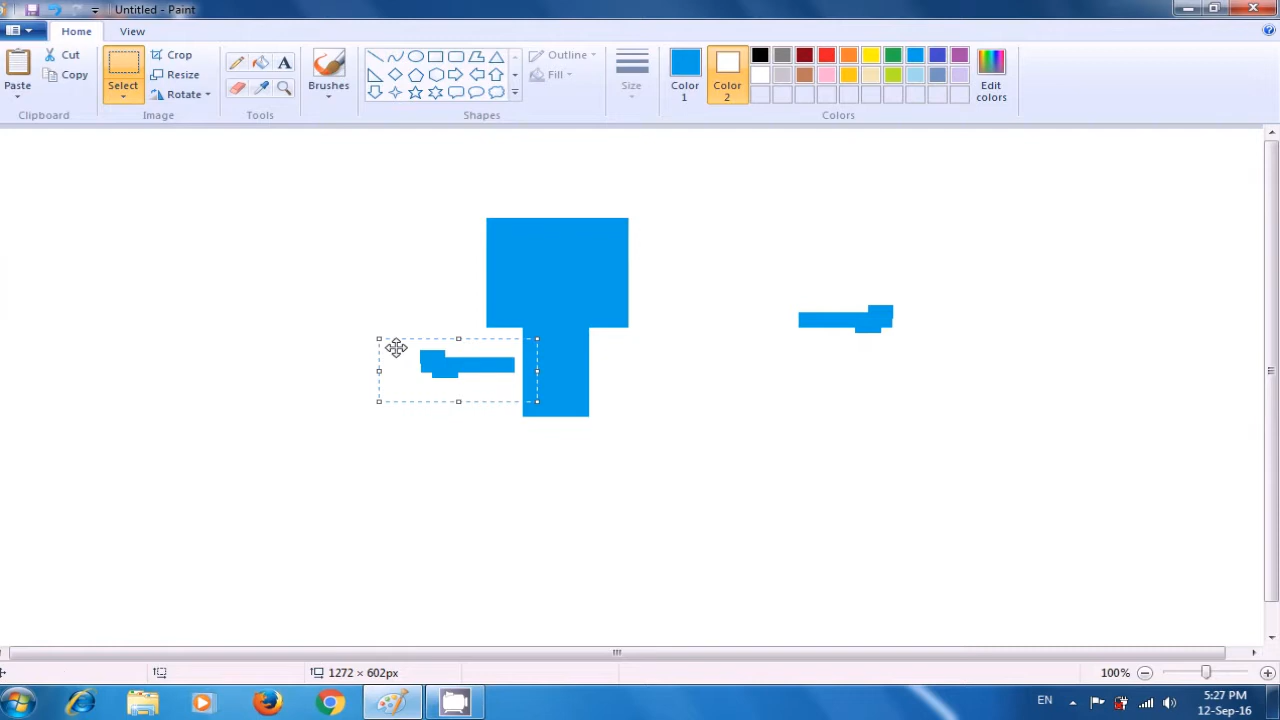 Untitled - Paint
Home
View
Paste
Cut
Copy
Clipboard
Select
Crop
Resize
Rotate
Image
A
Tools
Brushes
Shapes
Outline
Fill
Size
Color 1
Color 2
Edit colors
Colors
1272 × 602px
100%
EN
5:27 PM
12-Sep-16